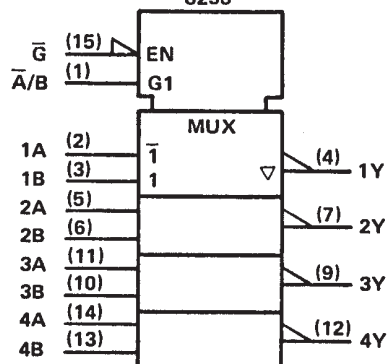 G̅ (15) EN
A̅/B (1) G1
MUX
1A (2) 1̅
1B (3) 1 ▽ (4) 1Y
2A (5)
2B (6) (7) 2Y
3A (11)
3B (10) (9) 3Y
4A (14)
4B (13) (12) 4Y